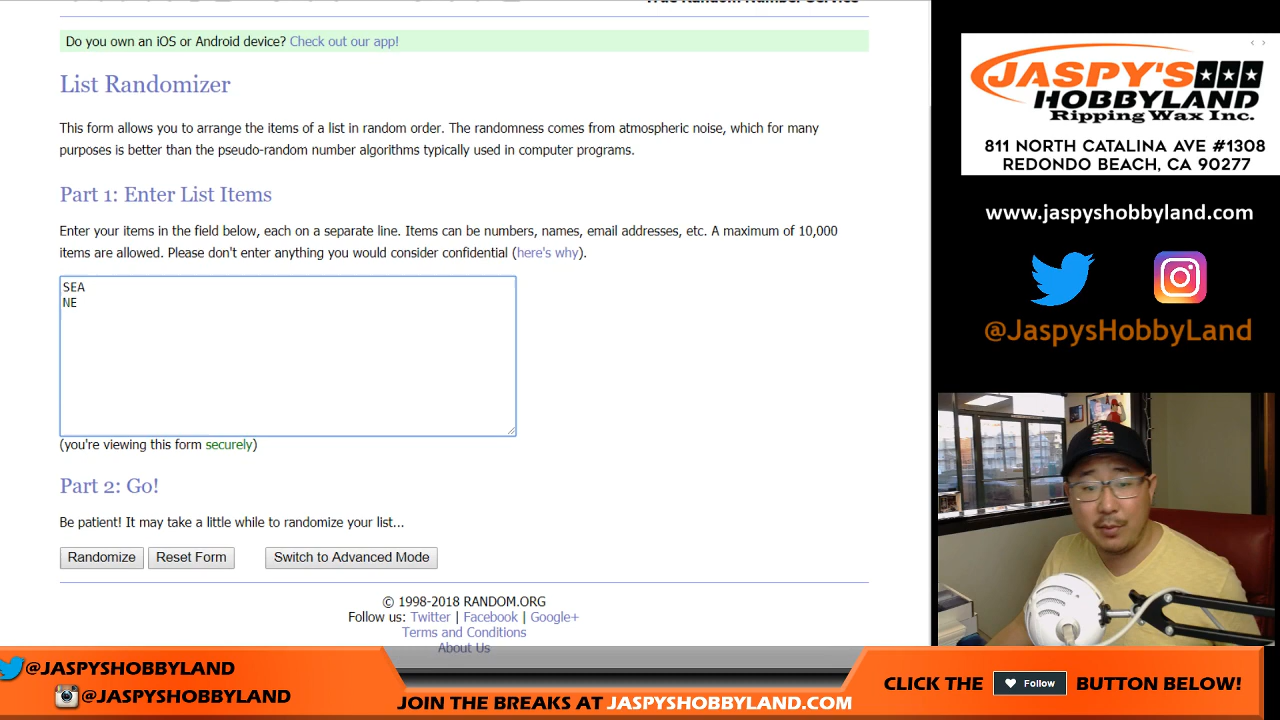 True Random Number Service
Do you own an iOS or Android device? Check out our app!
List Randomizer
This form allows you to arrange the items of a list in random order. The randomness comes from atmospheric noise, which for many
purposes is better than the pseudo-random number algorithms typically used in computer programs.
Part 1: Enter List Items
Enter your items in the field below, each on a separate line. Items can be numbers, names, email addresses, etc. A maximum of 10,000
items are allowed. Please don't enter anything you would consider confidential (here's why).
SEA
NE
(you're viewing this form securely)
Part 2: Go!
Be patient! It may take a little while to randomize your list...
Randomize Reset Form Switch to Advanced Mode
© 1998-2018 RANDOM.ORG
Follow us: Twitter | Facebook | Google+
Terms and Conditions
About Us
JASPY'S
HOBBYLAND
Ripping Wax Inc.
811 NORTH CATALINA AVE #1308
REDONDO BEACH, CA 90277
www.jaspyshobbyland.com
@JaspysHobbyLand
@JASPYSHOBBYLAND
@JASPYSHOBBYLAND
JOIN THE BREAKS AT JASPYSHOBBYLAND.COM
CLICK THE Follow BUTTON BELOW!